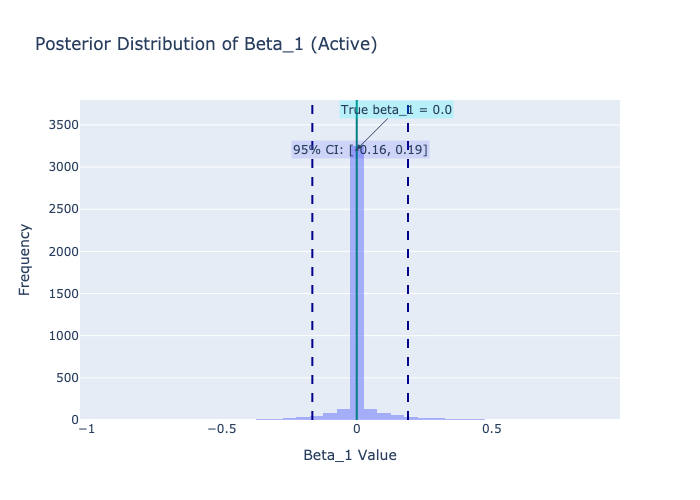 Posterior Distribution of Beta_1 (Active)
True beta_1 = 0.0
95% CI: [-0.16, 0.19]
Frequency
3500
3000
2500
2000
1500
1000
500
0
−1
−0.5
0
0.5
Beta_1 Value